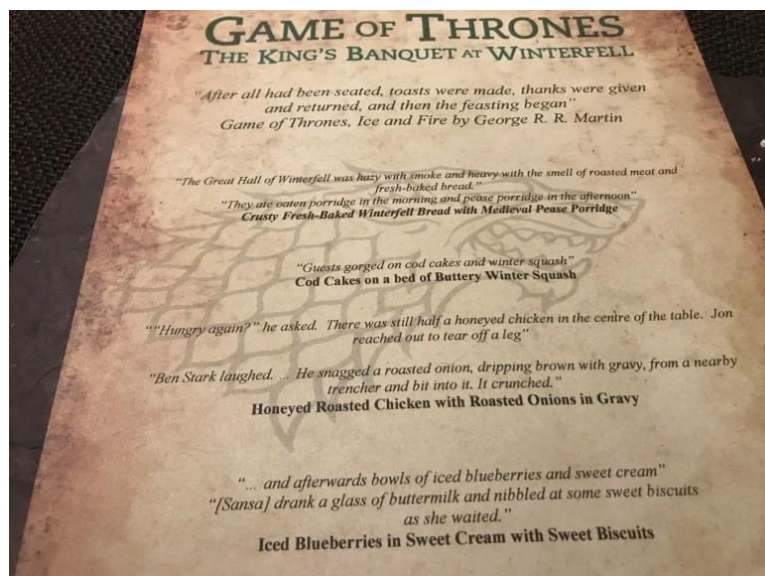 GAME OF THRONES
THE KING'S BANQUET AT WINTERFELL
"After all had been seated, toasts were made, thanks were given
and returned, and then the feasting began"
Game of Thrones, Ice and Fire by George R. R. Martin
"The Great Hall of Winterfell was hazy with smoke and heavy with the smell of roasted meat and
fresh-baked bread."
"They ate oaten porridge in the morning and pease porridge in the afternoon"
Crusty Fresh-Baked Winterfell Bread with Medieval Pease Porridge
"Guests gorged on cod cakes and winter squash"
Cod Cakes on a bed of Buttery Winter Squash
""Hungry again?" he asked. There was still half a honeyed chicken in the centre of the table. Jon
reached out to tear off a leg"
"Ben Stark laughed. ... He snagged a roasted onion, dripping brown with gravy, from a nearby
trencher and bit into it. It crunched."
Honeyed Roasted Chicken with Roasted Onions in Gravy
"... and afterwards bowls of iced blueberries and sweet cream"
"[Sansa] drank a glass of buttermilk and nibbled at some sweet biscuits
as she waited."
Iced Blueberries in Sweet Cream with Sweet Biscuits